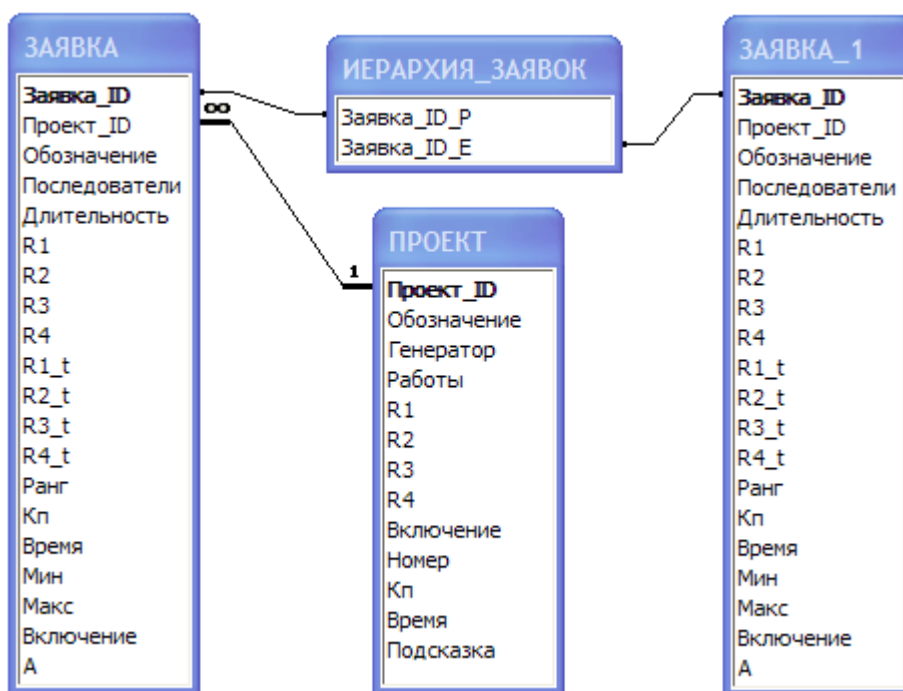 ЗАЯВКА
Заявка_ID
Проект_ID
Обозначение
Последователи
Длительность
R1
R2
R3
R4
R1_t
R2_t
R3_t
R4_t
Ранг
Кп
Время
Мин
Макс
Включение
А
∞
1
ИЕРАРХИЯ_ЗАЯВОК
Заявка_ID_P
Заявка_ID_E
ПРОЕКТ
Проект_ID
Обозначение
Генератор
Работы
R1
R2
R3
R4
Включение
Номер
Кп
Время
Подсказка
ЗАЯВКА_1
Заявка_ID
Проект_ID
Обозначение
Последователи
Длительность
R1
R2
R3
R4
R1_t
R2_t
R3_t
R4_t
Ранг
Кп
Время
Мин
Макс
Включение
А